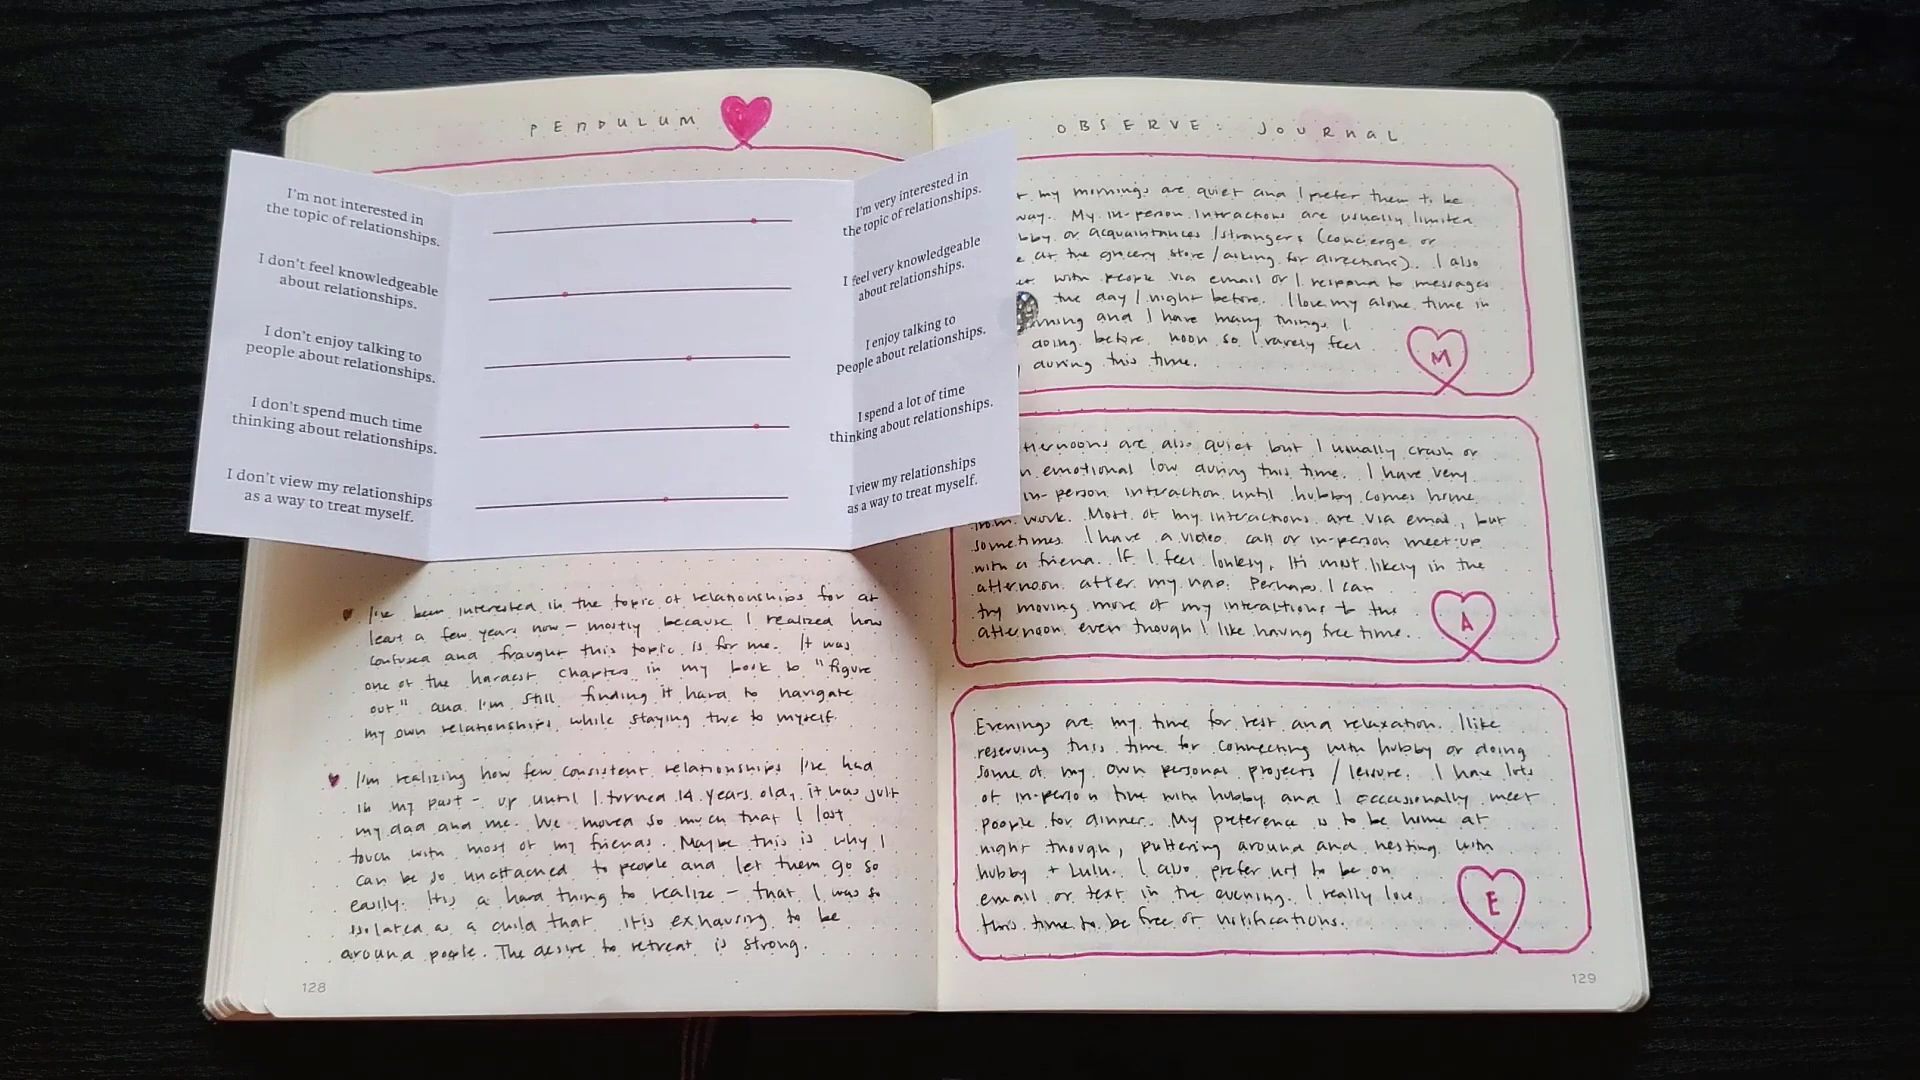 PENDULUM
I'm not interested in
the topic of relationships.
I don't feel knowledgeable
about relationships.
I don't enjoy talking to
people about relationships.
I don't spend much time
thinking about relationships.
I don't view my relationships
as a way to treat myself.
I'm very interested in
the topic of relationships.
I feel very knowledgeable
about relationships.
I enjoy talking to
people about relationships.
I spend a lot of time
thinking about relationships.
I view my relationships
as a way to treat myself.
I've been interested in the topic of relationships for at
least a few years now - mostly because I realized how
confused and fraught this topic is for me. It was
one of the hardest chapters in my book to "figure
out" and I'm still finding it hard to navigate
my own relationships while staying true to myself.
I'm realizing how few consistent relationships I've had
in my past - up until I turned 14 years old, it was just
my dad and me. We moved so much that I lost
touch with most of my friends. Maybe this is why I
can be so unattached to people and let them go so
easily. It's a hard thing to realize - that I was so
isolated as a child that it is exhausing to be
around people. The desire to retreat is strong.
128
OBSERVE: JOURNAL
my mornings are quiet and I prefer them to be
way. My in-person interactions are usually limited
or acquaintances/strangers (concierge or
at the grocery store/asking for directions). I also
with people via email or I respond to messages
the day/night before. I love my alone time in
and I have many things I
doing before noon so I rarely feel
during this time.
M
are also quiet but I usually crash or
emotional low during this time. I have very
in-person interaction until hubby comes home
from work. Most of my interactions are via email, but
sometimes I have a video call or in-person meet-up
with a friend. If I feel lonley, it's most likely in the
afternoon after my nap. Perhaps I can
try moving more of my interactions to the
afternoon even though I like having free time.
A
Evenings are my time for rest and relaxation. I like
reserving this time for connecting with hubby or doing
some of my own personal projects/leisure. I have lots
of in-person time with hubby and I occassionally meet
people for dinner. My preference is to be home at
night though, puttering around and nesting with
hubby + Lulu. I also prefer not to be on
email or text in the evening. I really love
this time to be free of notifications.
E
129